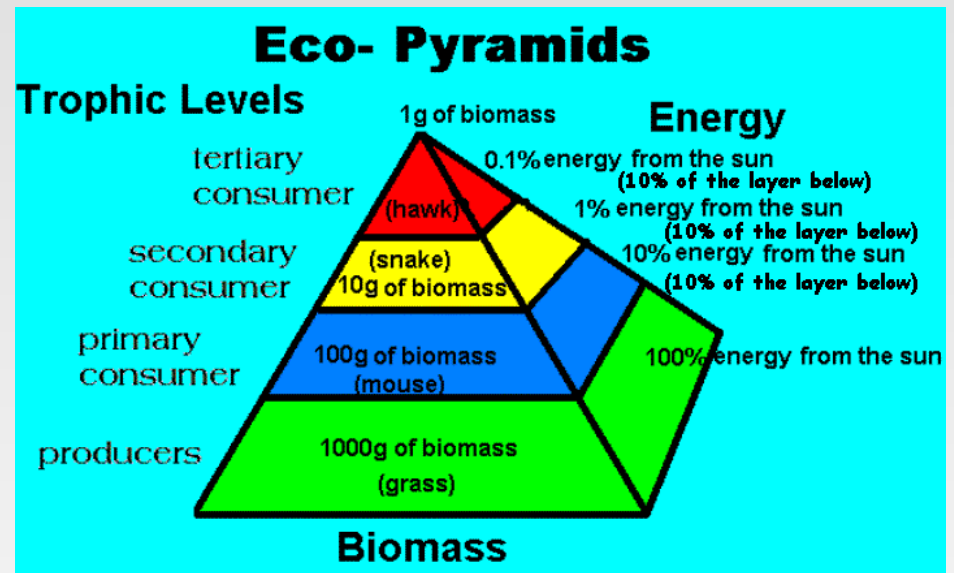 Eco- Pyramids
Trophic Levels
1g of biomass
Energy
tertiary
consumer
0.1% energy from the sun
(10% of the layer below)
(hawk)
1% energy from the sun
(10% of the layer below)
secondary
consumer
(snake)
10g of biomass
10% energy from the sun
(10% of the layer below)
primary
consumer
100g of biomass
(mouse)
100% energy from the sun
producers
1000g of biomass
(grass)
Biomass